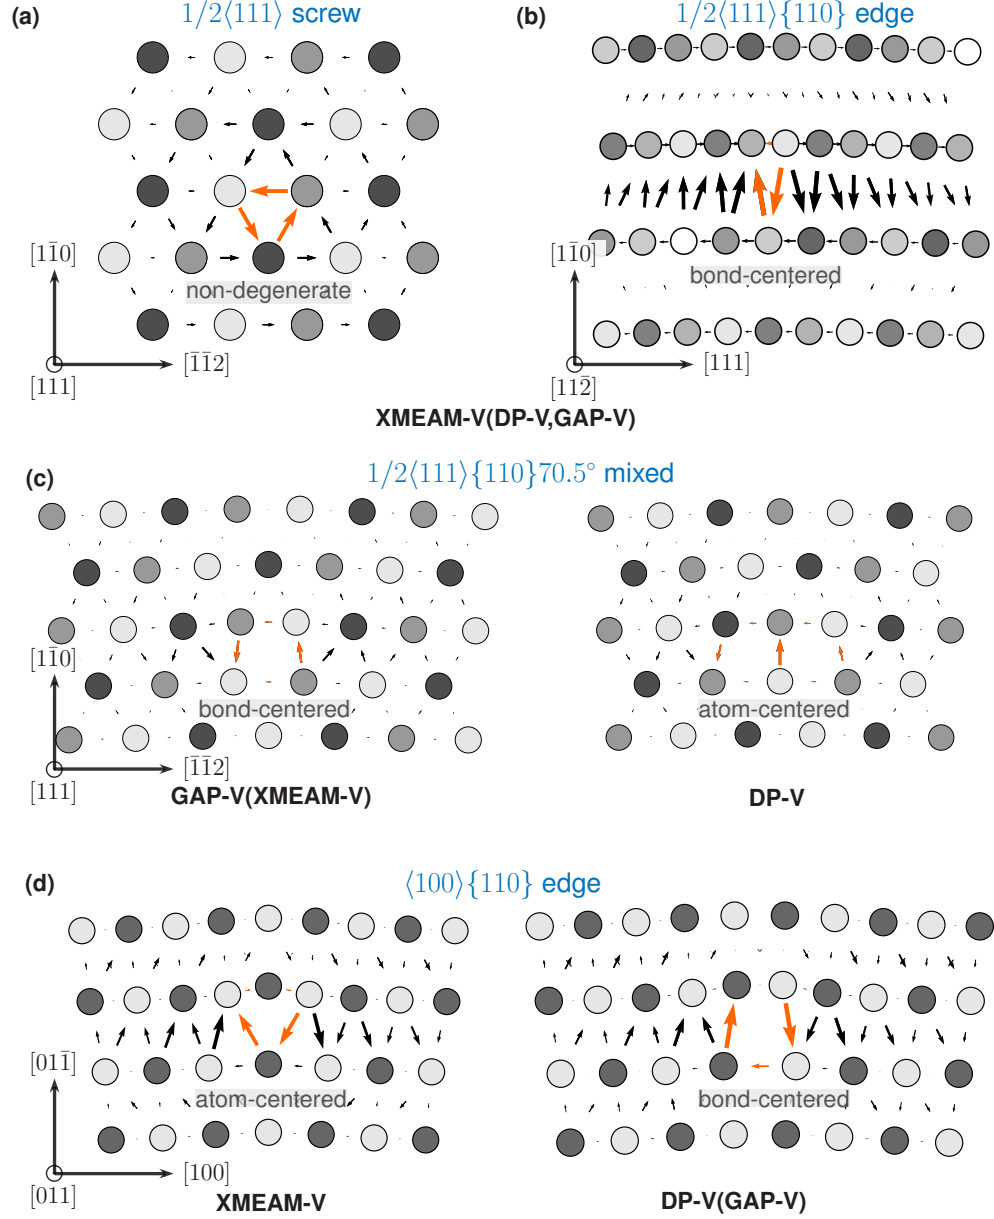 (a)
1/2⟨111⟩ screw
non-degenerate
[11̄0]
[1̄1̄2]
[111]
(b)
1/2⟨111⟩{110} edge
bond-centered
[11̄0]
[111]
[112̄]
XMEAM-V(DP-V,GAP-V)
(c)
1/2⟨111⟩{110}70.5° mixed
[11̄0]
bond-centered
atom-centered
[1̄1̄2]
[111]
GAP-V(XMEAM-V)
DP-V
(d)
⟨100⟩{110} edge
[011̄]
atom-centered
bond-centered
[100]
[011]
XMEAM-V
DP-V(GAP-V)